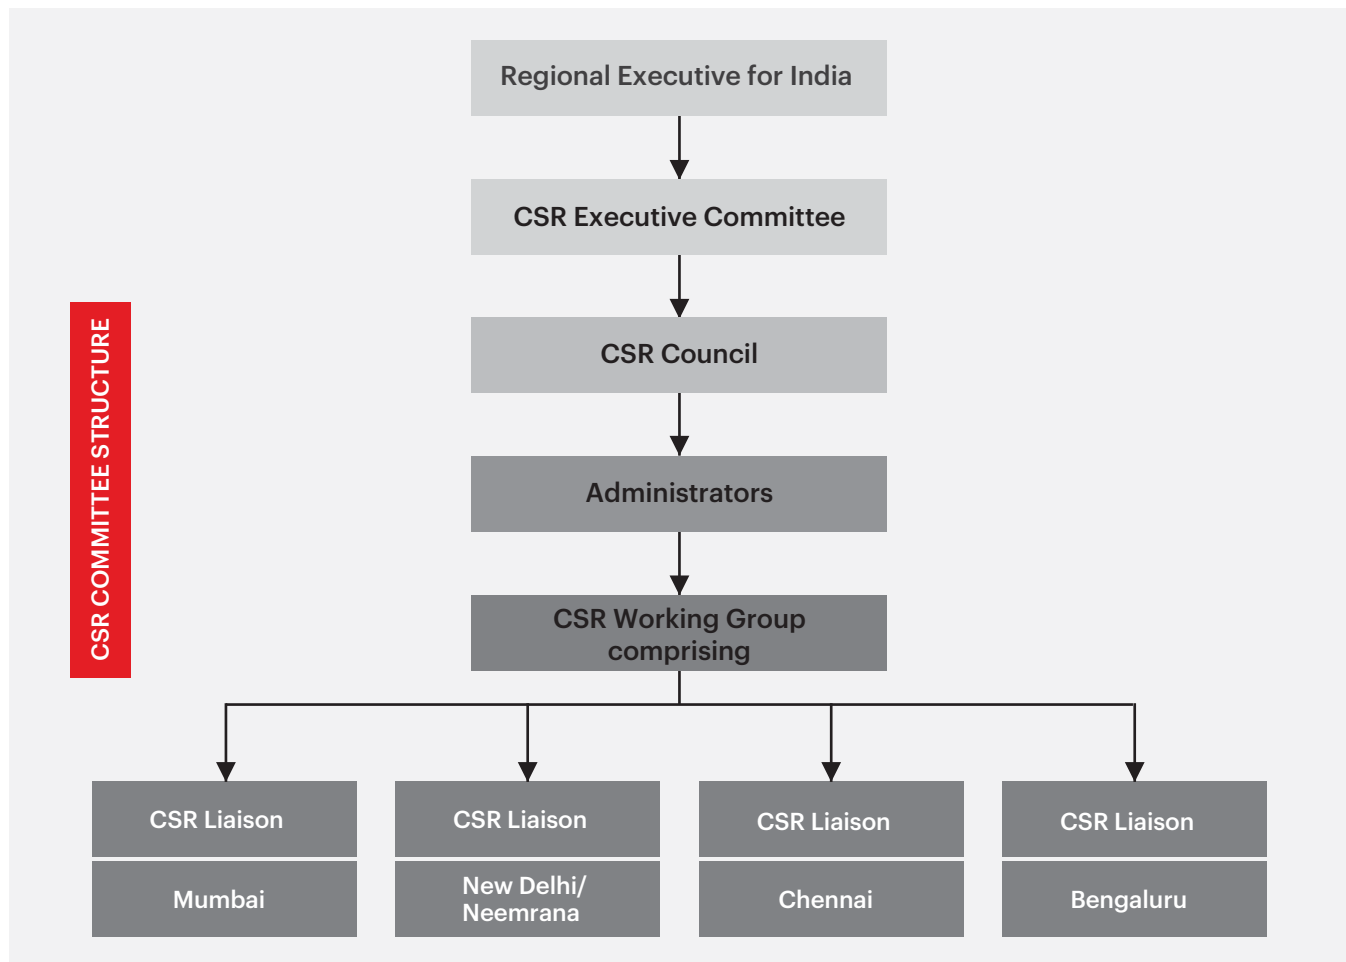 Regional Executive for India
CSR Executive Committee
CSR COMMITTEE STRUCTURE
CSR Council
Administrators
CSR Working Group
comprising
CSR Liaison
Mumbai
CSR Liaison
New Delhi/
Neemrana
CSR Liaison
Chennai
CSR Liaison
Bengaluru